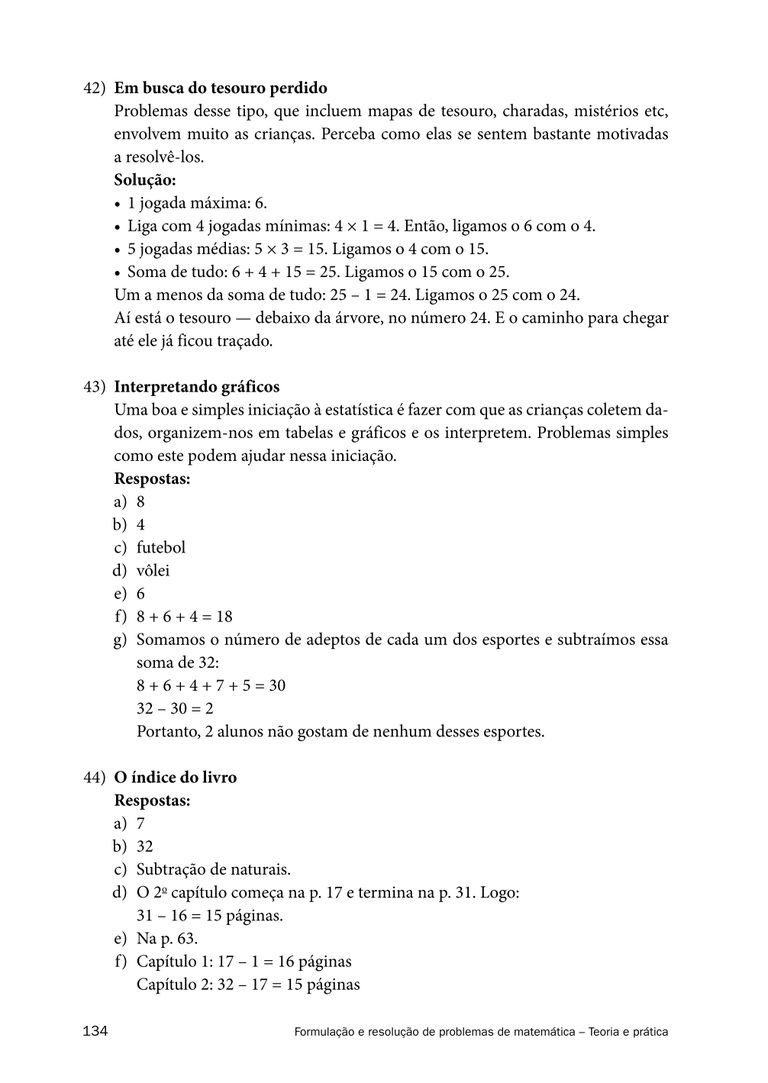 42) Em busca do tesouro perdido
Problemas desse tipo, que incluem mapas de tesouro, charadas, mistérios etc,
envolvem muito as crianças. Perceba como elas se sentem bastante motivadas
a resolvê-los.
Solução:
• 1 jogada máxima: 6.
• Liga com 4 jogadas mínimas: 4 × 1 = 4. Então, ligamos o 6 com o 4.
• 5 jogadas médias: 5 × 3 = 15. Ligamos o 4 com o 15.
• Soma de tudo: 6 + 4 + 15 = 25. Ligamos o 15 com o 25.
Um a menos da soma de tudo: 25 – 1 = 24. Ligamos o 25 com o 24.
Aí está o tesouro — debaixo da árvore, no número 24. E o caminho para chegar
até ele já ficou traçado.
43) Interpretando gráficos
Uma boa e simples iniciação à estatística é fazer com que as crianças coletem da-
dos, organizem-nos em tabelas e gráficos e os interpretem. Problemas simples
como este podem ajudar nessa iniciação.
Respostas:
a) 8
b) 4
c) futebol
d) vôlei
e) 6
f) 8 + 6 + 4 = 18
g) Somamos o número de adeptos de cada um dos esportes e subtraímos essa
soma de 32:
8 + 6 + 4 + 7 + 5 = 30
32 – 30 = 2
Portanto, 2 alunos não gostam de nenhum desses esportes.
44) O índice do livro
Respostas:
a) 7
b) 32
c) Subtração de naturais.
d) O 2º capítulo começa na p. 17 e termina na p. 31. Logo:
31 – 16 = 15 páginas.
e) Na p. 63.
f) Capítulo 1: 17 – 1 = 16 páginas
Capítulo 2: 32 – 17 = 15 páginas
134 Formulação e resolução de problemas de matemática – Teoria e prática